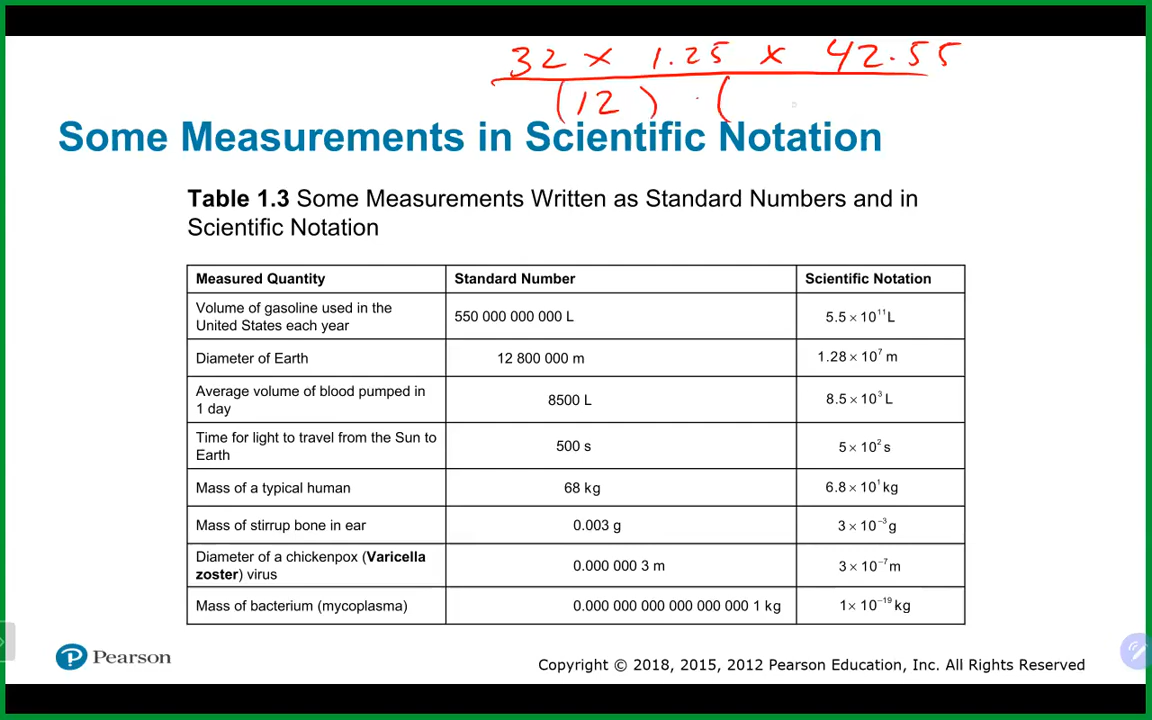 32 × 1.25 × 42.55
(12) · (
Some Measurements in Scientific Notation
Table 1.3 Some Measurements Written as Standard Numbers and in
Scientific Notation
Measured Quantity Standard Number Scientific Notation
Volume of gasoline used in the
United States each year 550 000 000 000 L 5.5 × 10¹¹ L
Diameter of Earth 12 800 000 m 1.28 × 10⁷ m
Average volume of blood pumped in
1 day 8500 L 8.5 × 10³ L
Time for light to travel from the Sun to
Earth 500 s 5 × 10² s
Mass of a typical human 68 kg 6.8 × 10¹ kg
Mass of stirrup bone in ear 0.003 g 3 × 10⁻³ g
Diameter of a chickenpox (Varicella
zoster) virus 0.000 000 3 m 3 × 10⁻⁷ m
Mass of bacterium (mycoplasma) 0.000 000 000 000 000 000 1 kg 1 × 10⁻¹⁹ kg
Pearson
Copyright © 2018, 2015, 2012 Pearson Education, Inc. All Rights Reserved